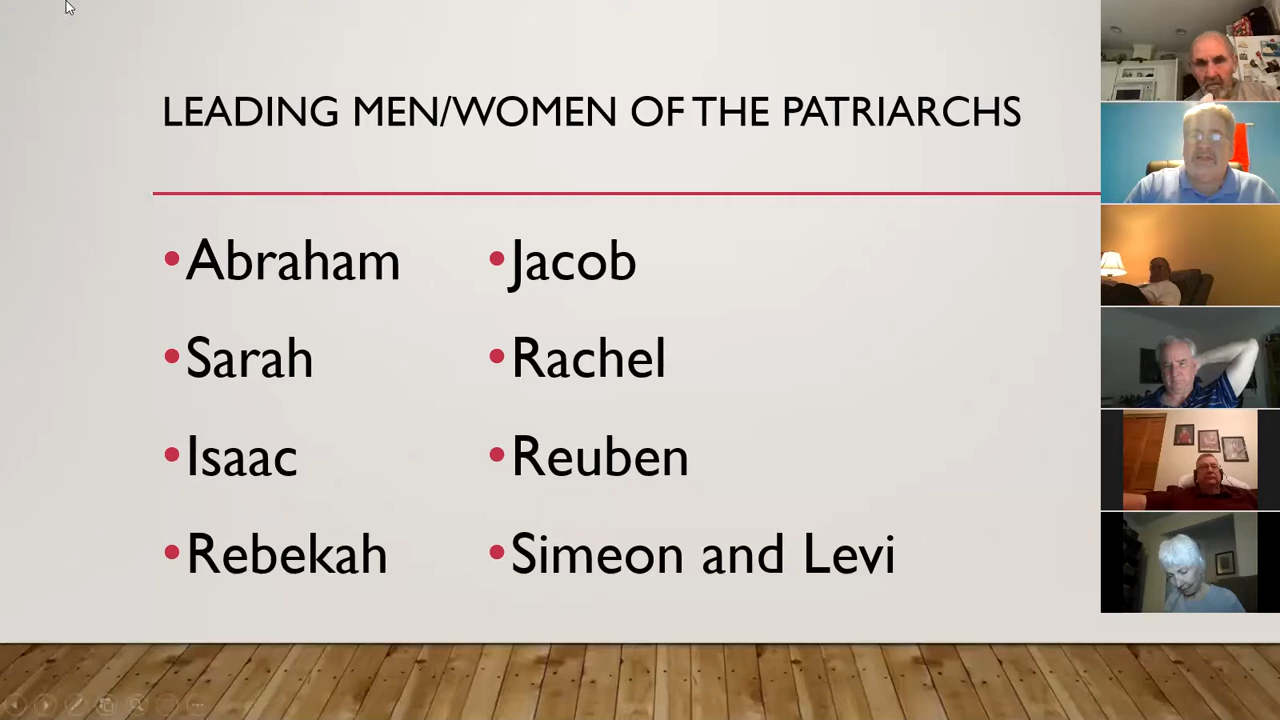 LEADING MEN/WOMEN OF THE PATRIARCHS
•Abraham
•Sarah
•Isaac
•Rebekah
•Jacob
•Rachel
•Reuben
•Simeon and Levi